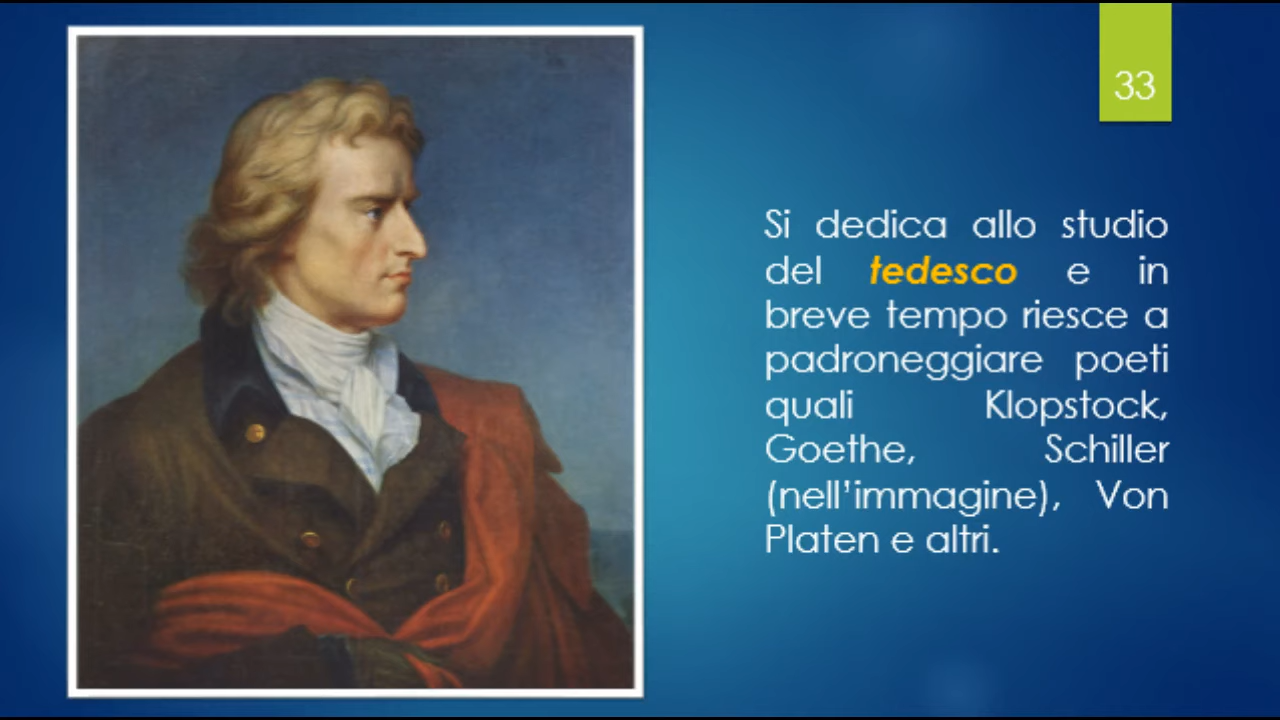 33
Si dedica allo studio
del tedesco e in
breve tempo riesce a
padroneggiare poeti
quali Klopstock,
Goethe, Schiller
(nell'immagine), Von
Platen e altri.